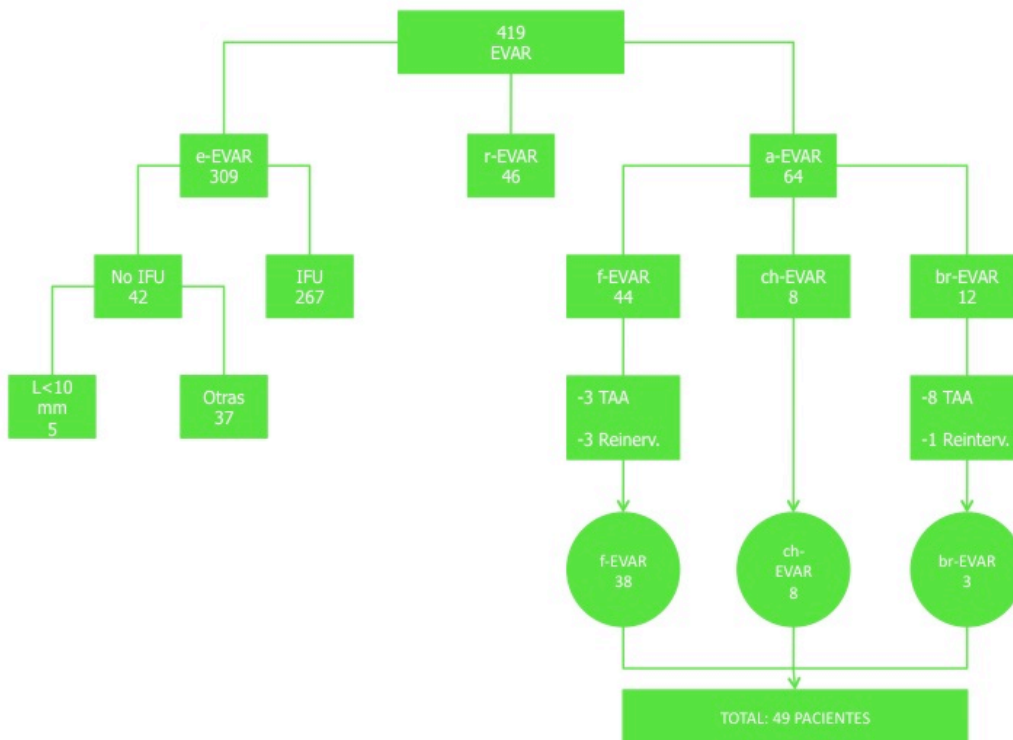 419
EVAR
e-EVAR
309
r-EVAR
46
a-EVAR
64
No IFU
42
IFU
267
f-EVAR
44
ch-EVAR
8
br-EVAR
12
L<10
mm
5
Otras
37
-3 TAA
-3 Reinerv.
-8 TAA
-1 Reinterv.
f-EVAR
38
ch-
EVAR
8
br-EVAR
3
TOTAL: 49 PACIENTES